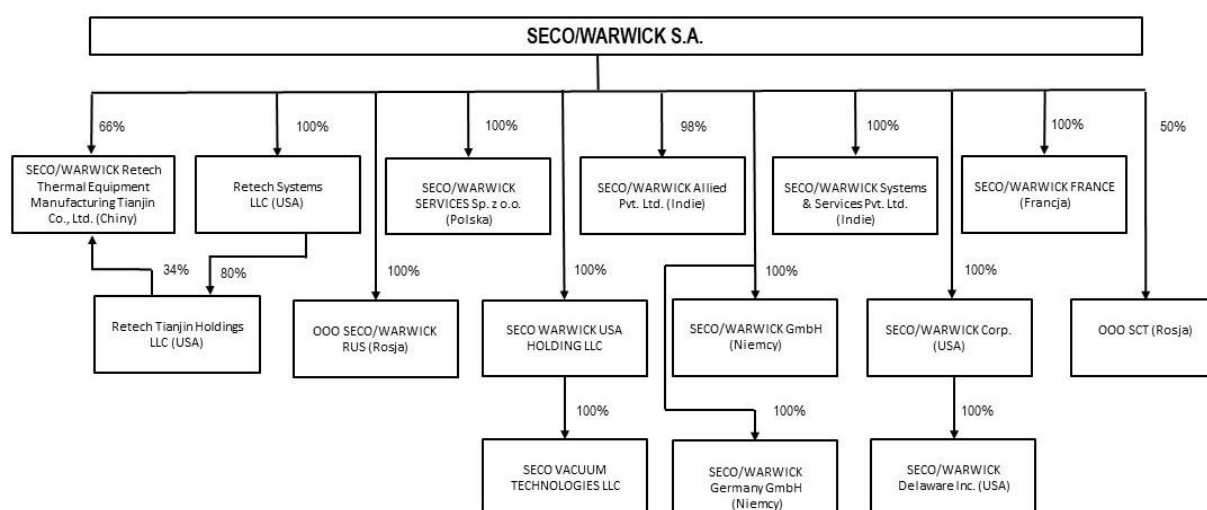 SECO/WARWICK S.A.
66%
100%
100%
98%
100%
100%
50%
SECO/WARWICK Retech
Thermal Equipment
Manufacturing Tianjin
Co., Ltd. (Chiny)
Retech Systems
LLC (USA)
SECO/WARWICK
SERVICES Sp. z o.o.
(Polska)
SECO/WARWICK Allied
Pvt. Ltd. (Indie)
SECO/WARWICK Systems
& Services Pvt. Ltd.
(Indie)
SECO/WARWICK FRANCE
(Francja)
34%
80%
100%
100%
100%
100%
Retech Tianjin Holdings
LLC (USA)
OOO SECO/WARWICK
RUS (Rosja)
SECO WARWICK USA
HOLDING LLC
SECO/WARWICK GmbH
(Niemcy)
SECO/WARWICK Corp.
(USA)
OOO SCT (Rosja)
100%
100%
100%
SECO VACUUM
TECHNOLOGIES LLC
SECO/WARWICK
Germany GmbH
(Niemcy)
SECO/WARWICK
Delaware Inc. (USA)